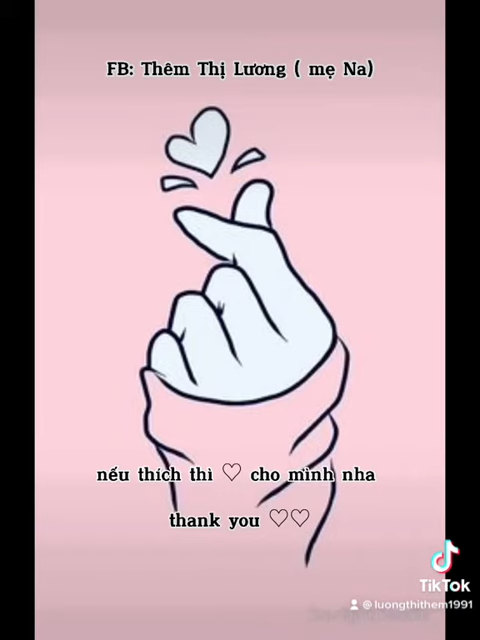 FB: Thêm Thị Lương ( mẹ Na)
nếu thích thì ♡ cho mình nha
thank you ♡♡
TikTok
@luongthithem1991